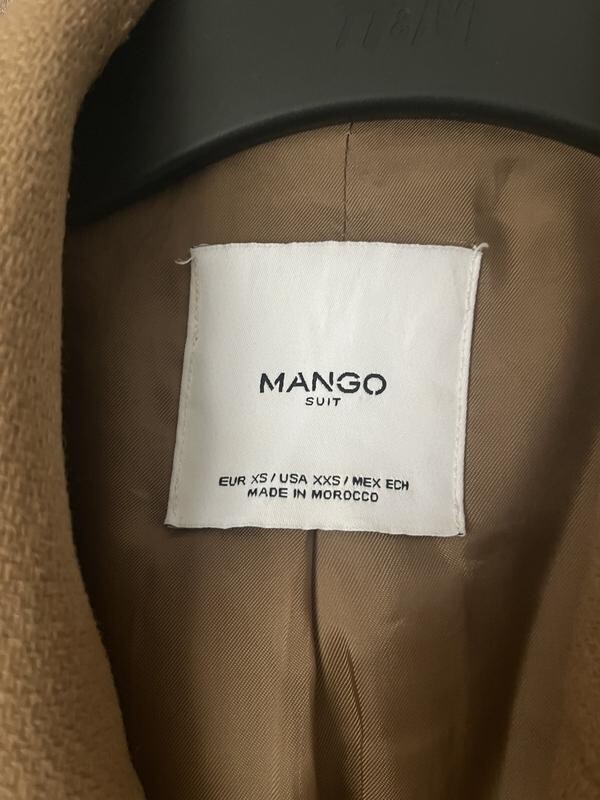 H&M
MANGO
SUIT
EUR XS / USA XXS / MEX ECH
MADE IN MOROCCO